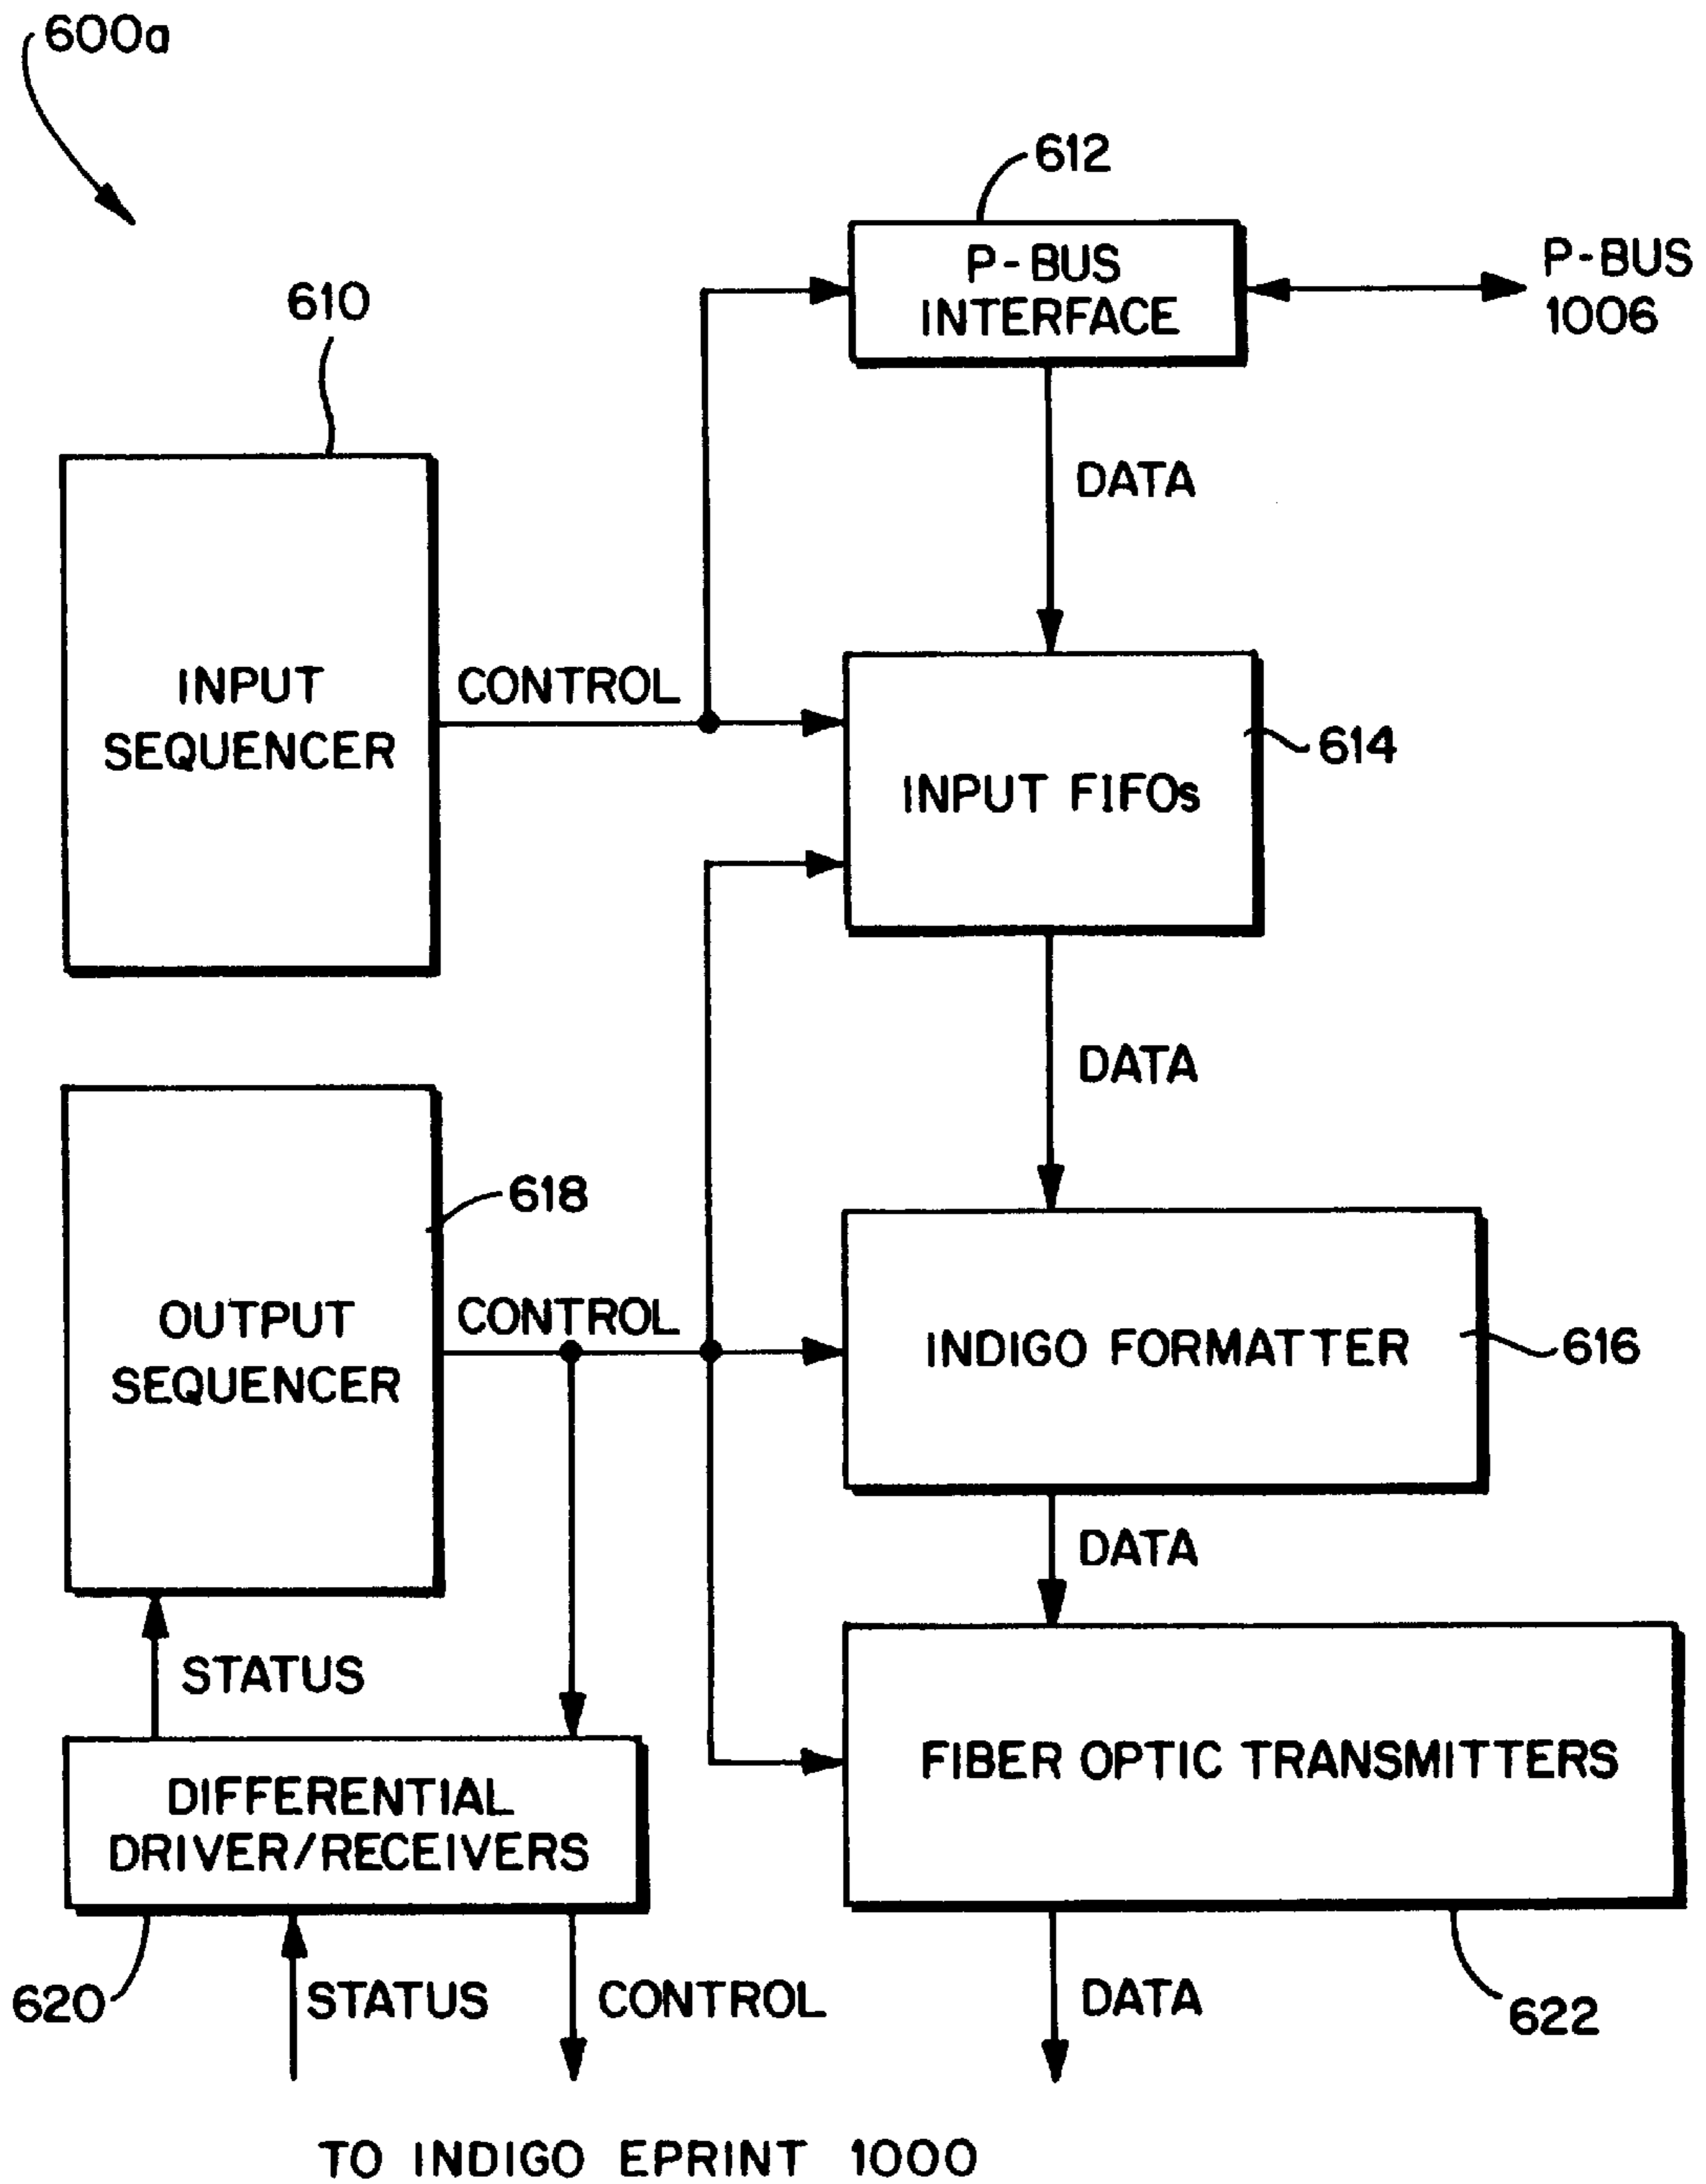 600a
612
P-BUS
INTERFACE
P-BUS
1006
610
DATA
INPUT
SEQUENCER
CONTROL
614
INPUT FIFOs
DATA
618
OUTPUT
SEQUENCER
CONTROL
INDIGO FORMATTER
616
DATA
STATUS
FIBER OPTIC TRANSMITTERS
DIFFERENTIAL
DRIVER/RECEIVERS
620
STATUS
CONTROL
DATA
622
TO INDIGO EPRINT 1000